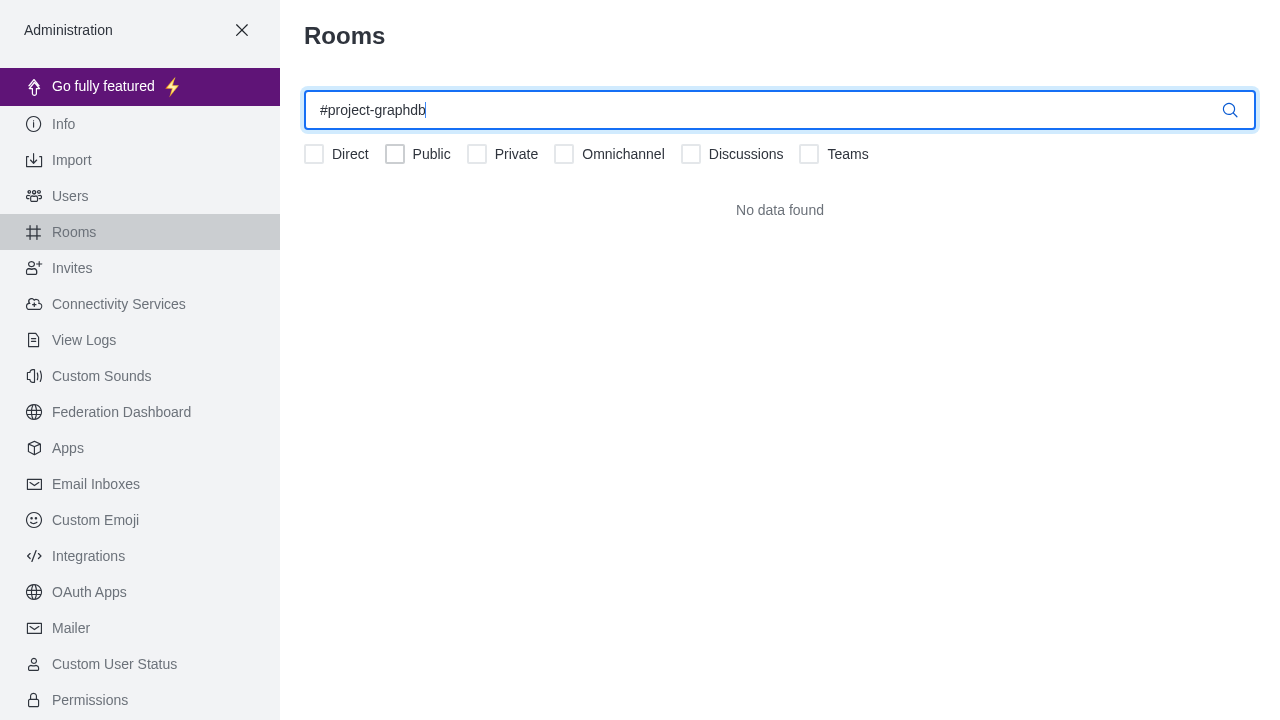 Administration
Go fully featured
Info
Import
Users
Rooms
Invites
Connectivity Services
View Logs
Custom Sounds
Federation Dashboard
Apps
Email Inboxes
Custom Emoji
Integrations
OAuth Apps
Mailer
Custom User Status
Permissions
Rooms
#project-graphdb
Direct Public Private Omnichannel Discussions Teams
No data found